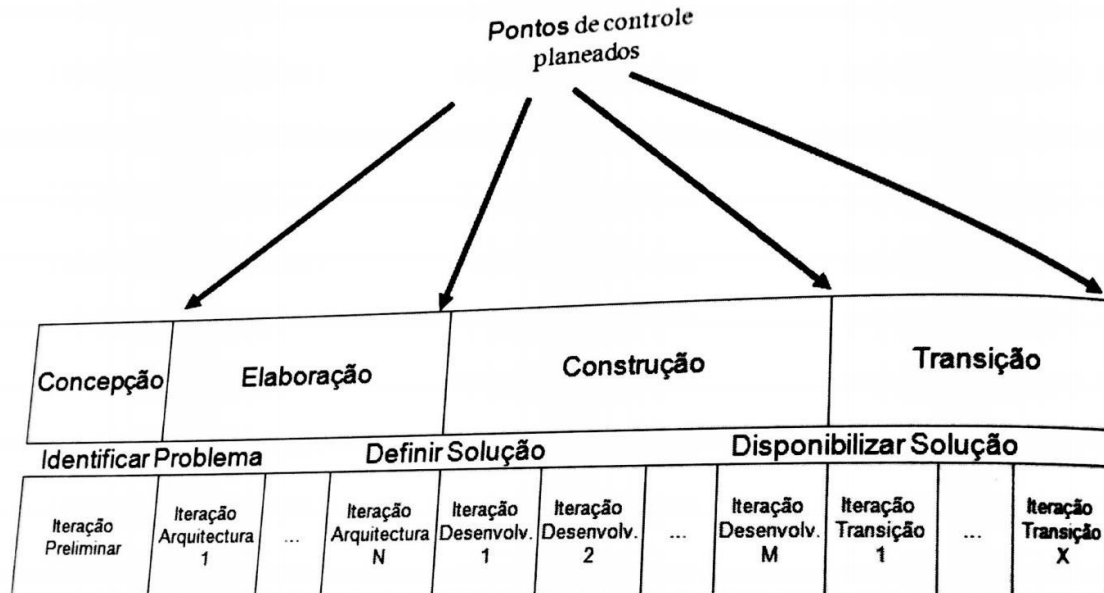 Pontos de controle
planeados
Concepção Elaboração Construção Transição
Identificar Problema Definir Solução Disponibilizar Solução
Iteração Preliminar
Iteração Arquitectura 1
...
Iteração Arquitectura N
Iteração Desenvolv. 1
Iteração Desenvolv. 2
...
Iteração Desenvolv. M
Iteração Transição 1
...
Iteração Transição X